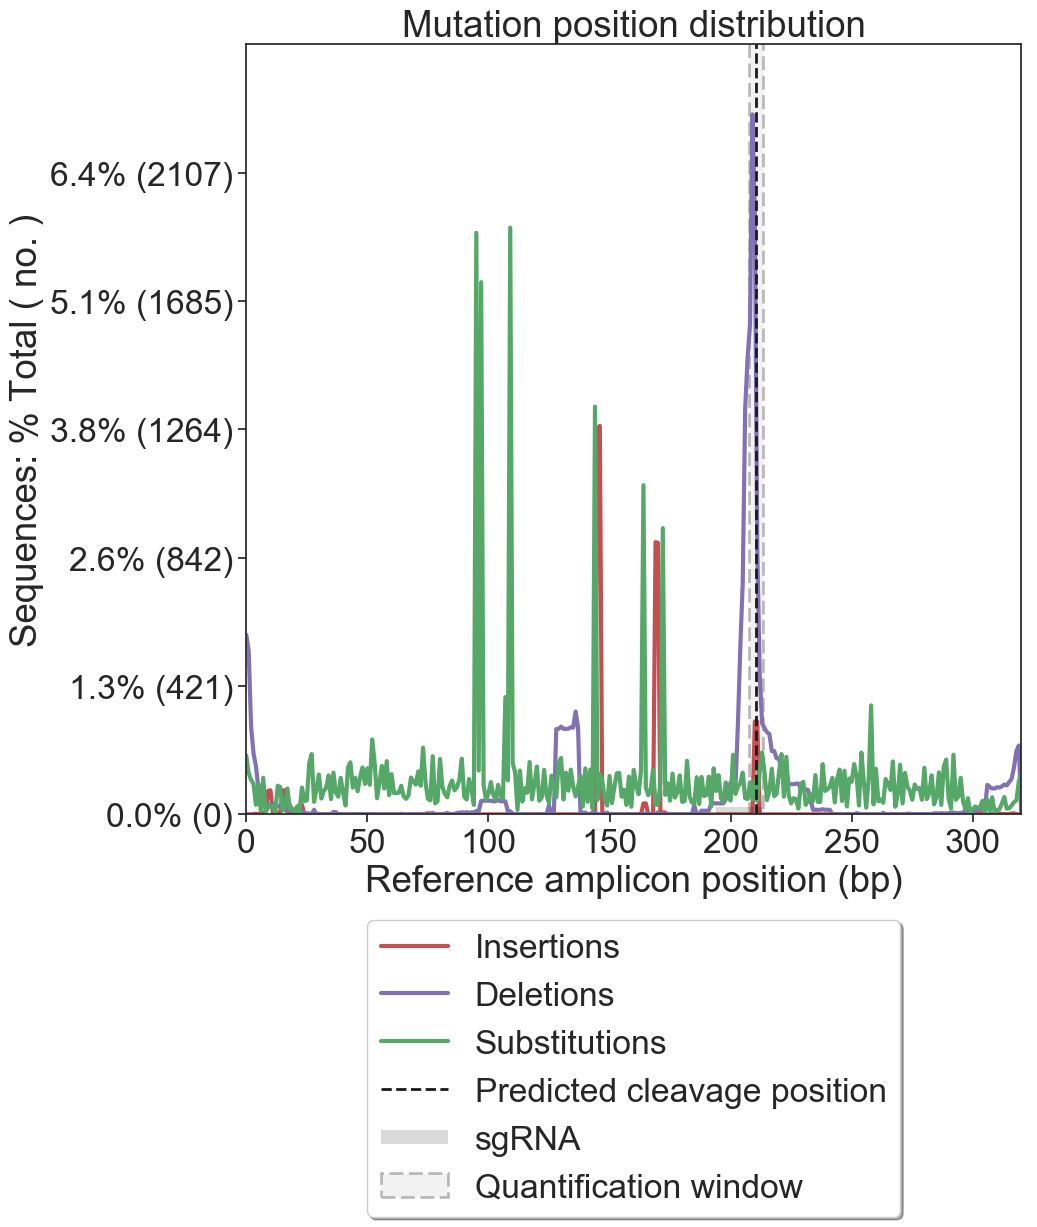 Mutation position distribution
Sequences: % Total ( no. )
6.4% (2107)
5.1% (1685)
3.8% (1264)
2.6% (842)
1.3% (421)
0.0% (0)
0 50 100 150 200 250 300
Reference amplicon position (bp)
Insertions
Deletions
Substitutions
Predicted cleavage position
sgRNA
Quantification window